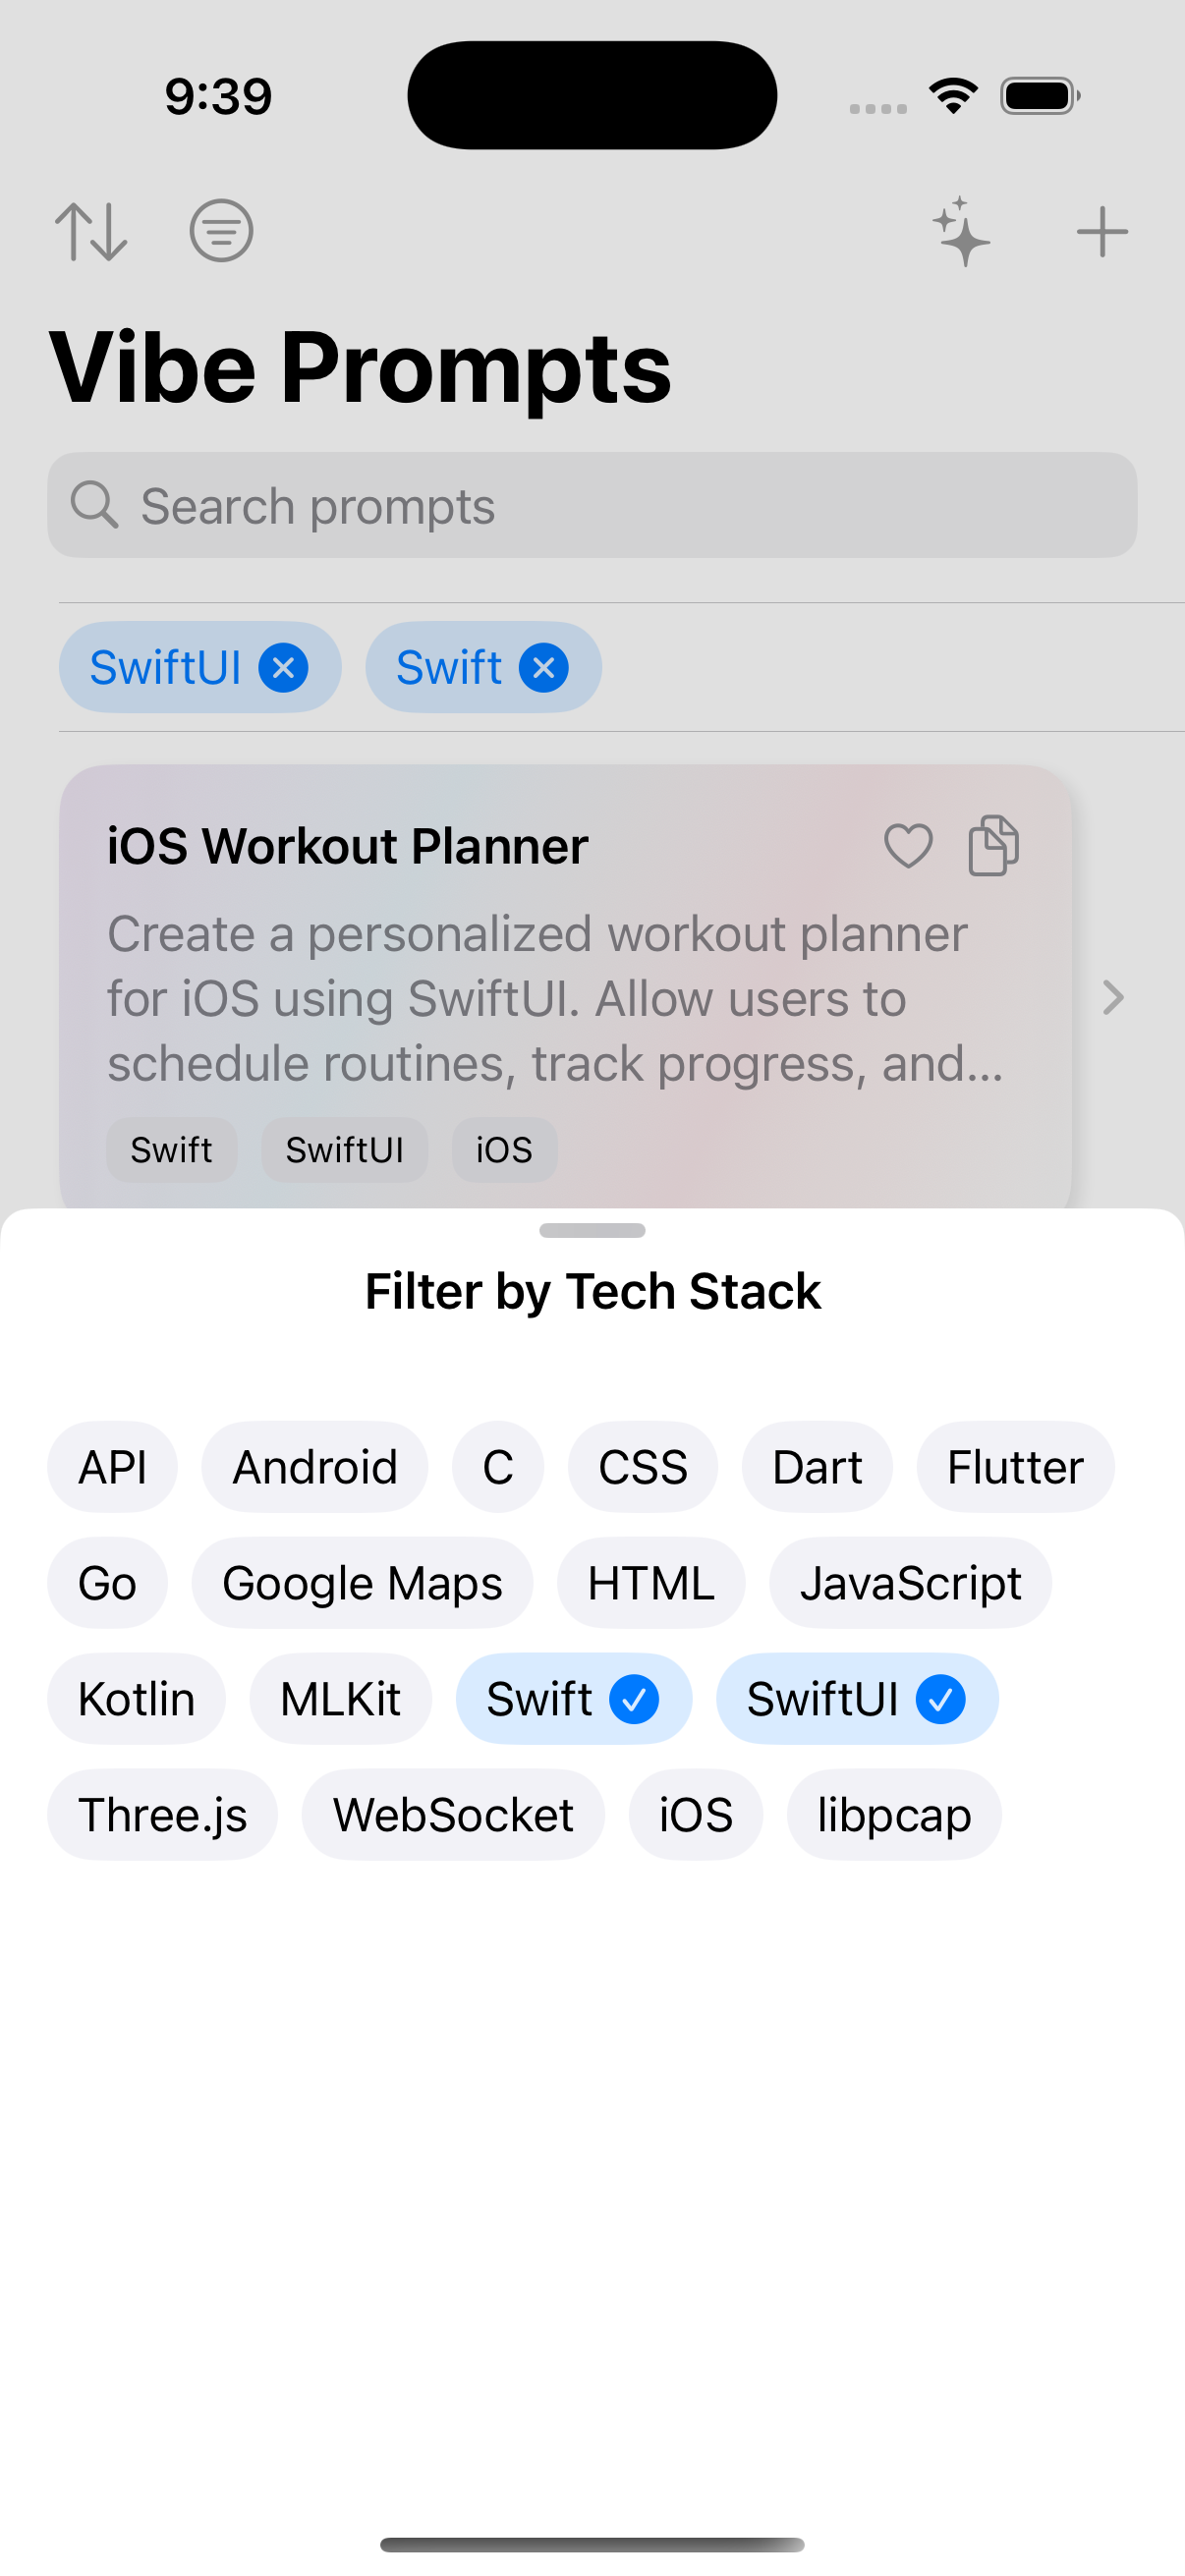 9:39
Vibe Prompts
Search prompts
SwiftUI Swift
iOS Workout Planner
Create a personalized workout planner
for iOS using SwiftUI. Allow users to
schedule routines, track progress, and...
Swift SwiftUI iOS
Filter by Tech Stack
API Android C CSS Dart Flutter
Go Google Maps HTML JavaScript
Kotlin MLKit Swift SwiftUI
Three.js WebSocket iOS libpcap